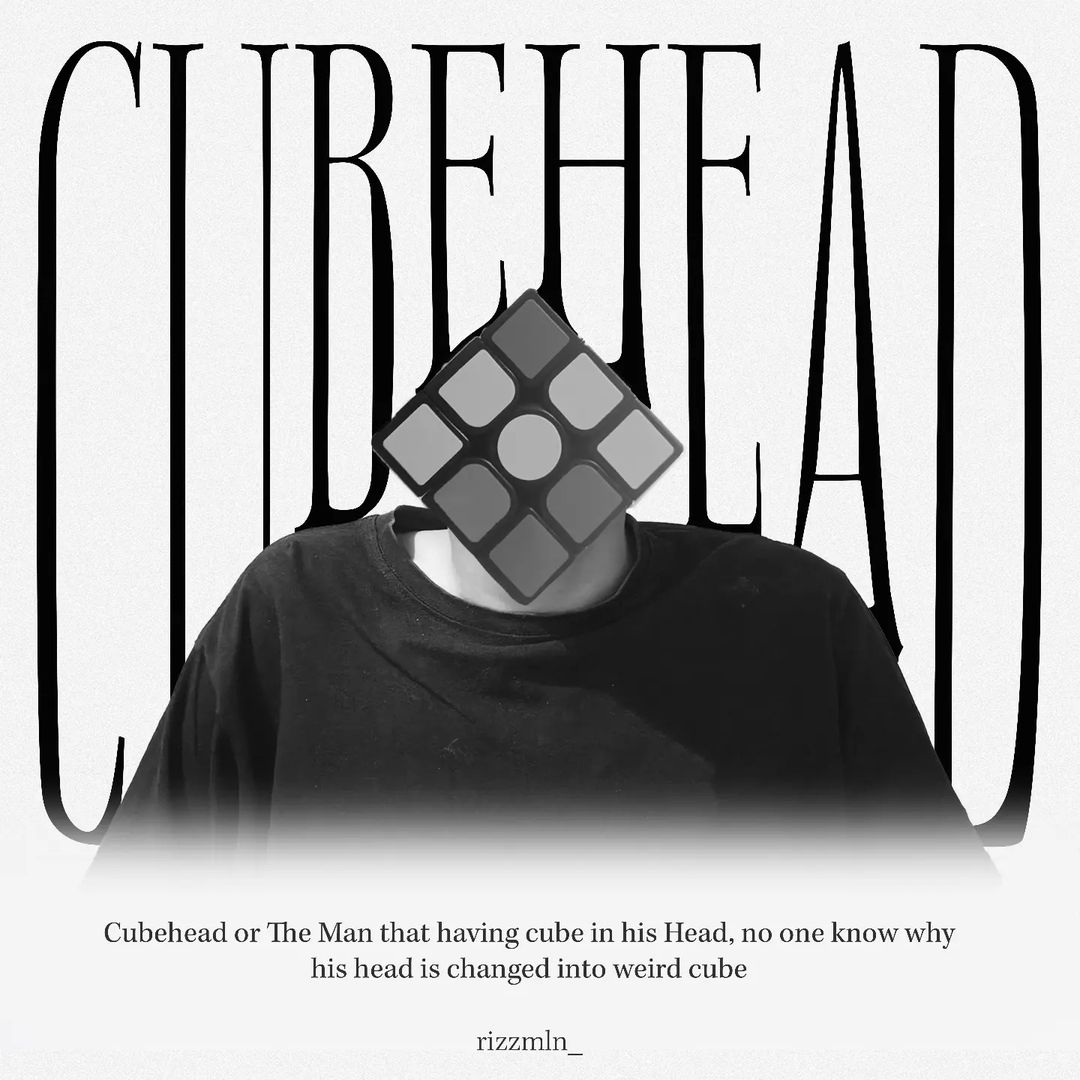 CUBEHEAD
Cubehead or The Man that having cube in his Head, no one know why
his head is changed into weird cube
rizzmln_